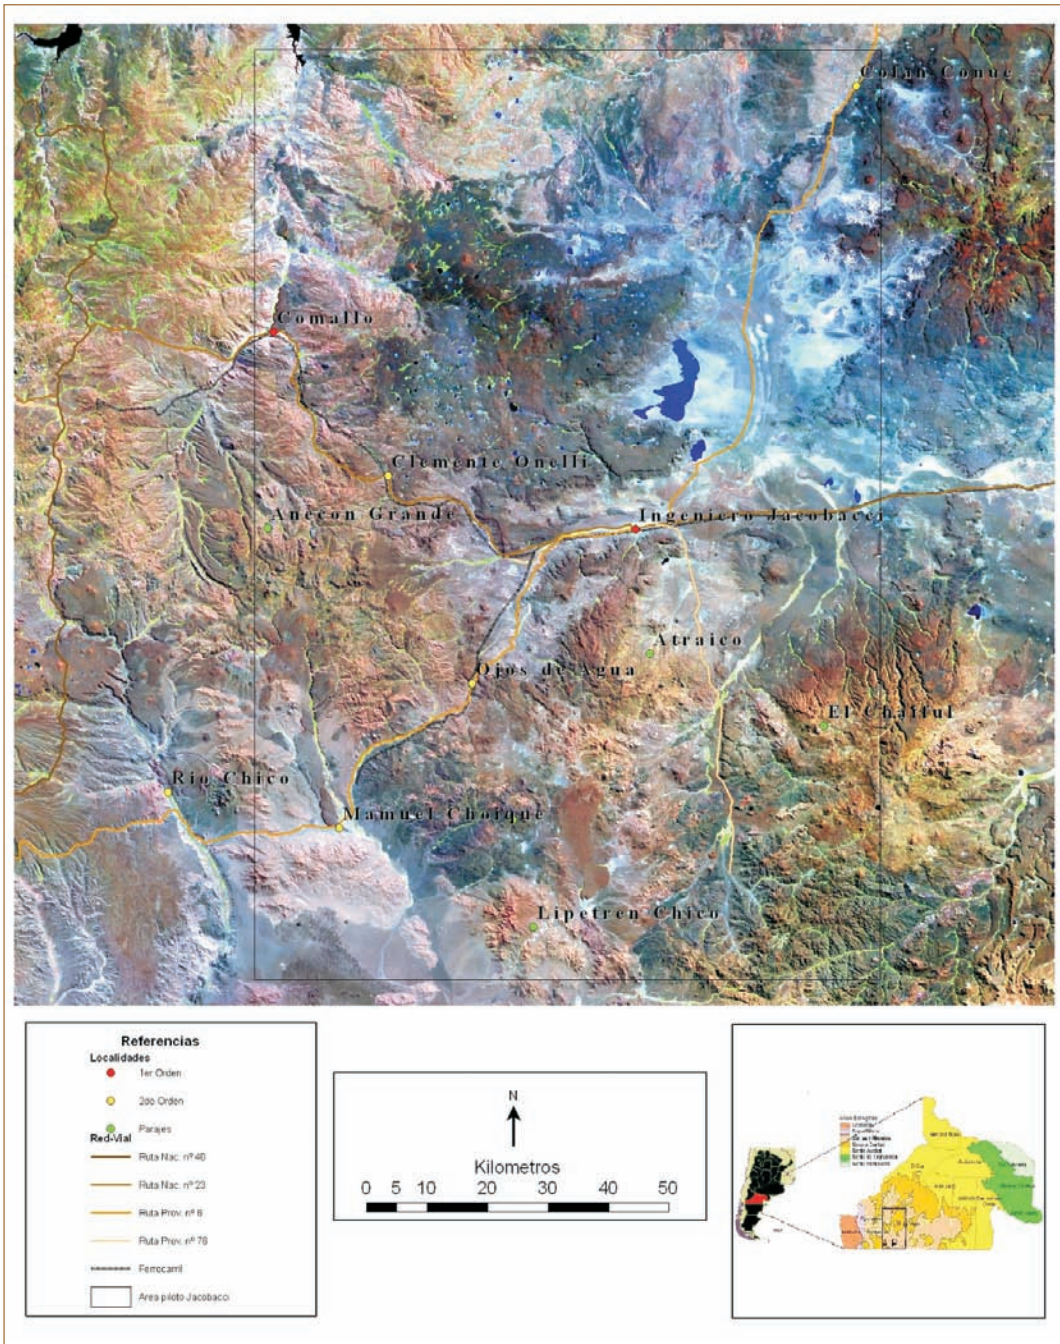 Colan Conue
Comallo
Clemente Onelli
Anecon Grande
Ingeniero Jacobacci
Atraico
Ojos de Agua
El Chaiful
Rio Chico
Mamuel Choique
Lipetren Chico
Referencias
Localidades
1er Orden
2do Orden
Parajes
Red-Vial
Ruta Nac. nº 40
Ruta Nac. nº 23
Ruta Prov. nº 6
Ruta Prov. nº 76
Ferrocarril
Area piloto Jacobacci
N
Kilometros
0 5 10 20 30 40 50